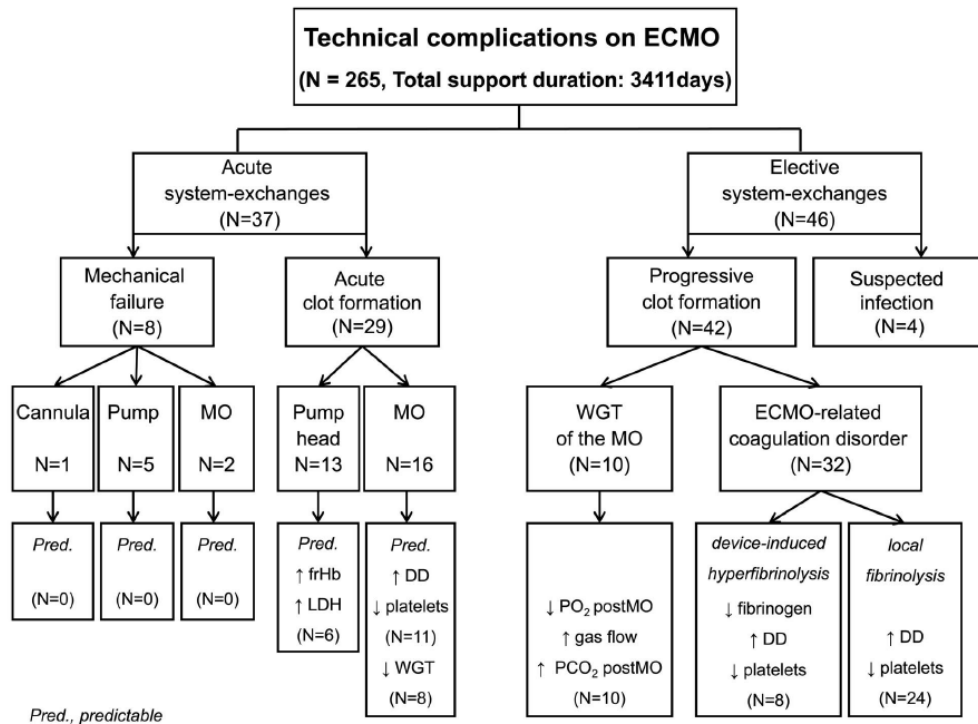 Technical complications on ECMO
(N = 265, Total support duration: 3411days)
Acute
system-exchanges
(N=37)
Elective
system-exchanges
(N=46)
Mechanical
failure
(N=8)
Acute
clot formation
(N=29)
Progressive
clot formation
(N=42)
Suspected
infection
(N=4)
Cannula
N=1
Pump
N=5
MO
N=2
Pump
head
N=13
MO
N=16
WGT
of the MO
(N=10)
ECMO-related
coagulation disorder
(N=32)
Pred.
(N=0)
Pred.
(N=0)
Pred.
(N=0)
Pred.
↑ frHb
↑ LDH
(N=6)
Pred.
↑ DD
↓ platelets
(N=11)
↓ WGT
(N=8)
↓ PO₂ postMO
↑ gas flow
↑ PCO₂ postMO
(N=10)
device-induced
hyperfibrinolysis
↓ fibrinogen
↑ DD
↓ platelets
(N=8)
local
fibrinolysis
↑ DD
↓ platelets
(N=24)
Pred., predictable